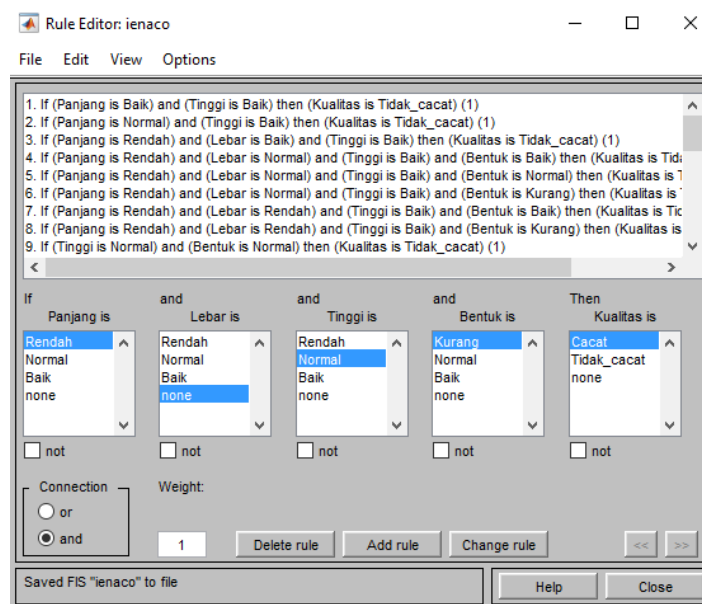 Rule Editor: ienaco
File Edit View Options
1. If (Panjang is Baik) and (Tinggi is Baik) then (Kualitas is Tidak_cacat) (1)
2. If (Panjang is Normal) and (Tinggi is Baik) then (Kualitas is Tidak_cacat) (1)
3. If (Panjang is Rendah) and (Lebar is Baik) and (Tinggi is Baik) then (Kualitas is Tidak_cacat) (1)
4. If (Panjang is Rendah) and (Lebar is Normal) and (Tinggi is Baik) and (Bentuk is Baik) then (Kualitas is Tida
5. If (Panjang is Rendah) and (Lebar is Normal) and (Tinggi is Baik) and (Bentuk is Normal) then (Kualitas is T
6. If (Panjang is Rendah) and (Lebar is Normal) and (Tinggi is Baik) and (Bentuk is Kurang) then (Kualitas is
7. If (Panjang is Rendah) and (Lebar is Rendah) and (Tinggi is Baik) and (Bentuk is Baik) then (Kualitas is Tic
8. If (Panjang is Rendah) and (Lebar is Rendah) and (Tinggi is Baik) and (Bentuk is Kurang) then (Kualitas is
9. If (Tinggi is Normal) and (Bentuk is Normal) then (Kualitas is Tidak_cacat) (1)
If and and and Then
Panjang is Lebar is Tinggi is Bentuk is Kualitas is
Rendah Rendah Rendah Kurang Cacat
Normal Normal Normal Normal Tidak_cacat
Baik Baik Baik Baik none
none none none none
not not not not not
Connection Weight:
or
and 1 Delete rule Add rule Change rule << >>
Saved FIS "ienaco" to file Help Close